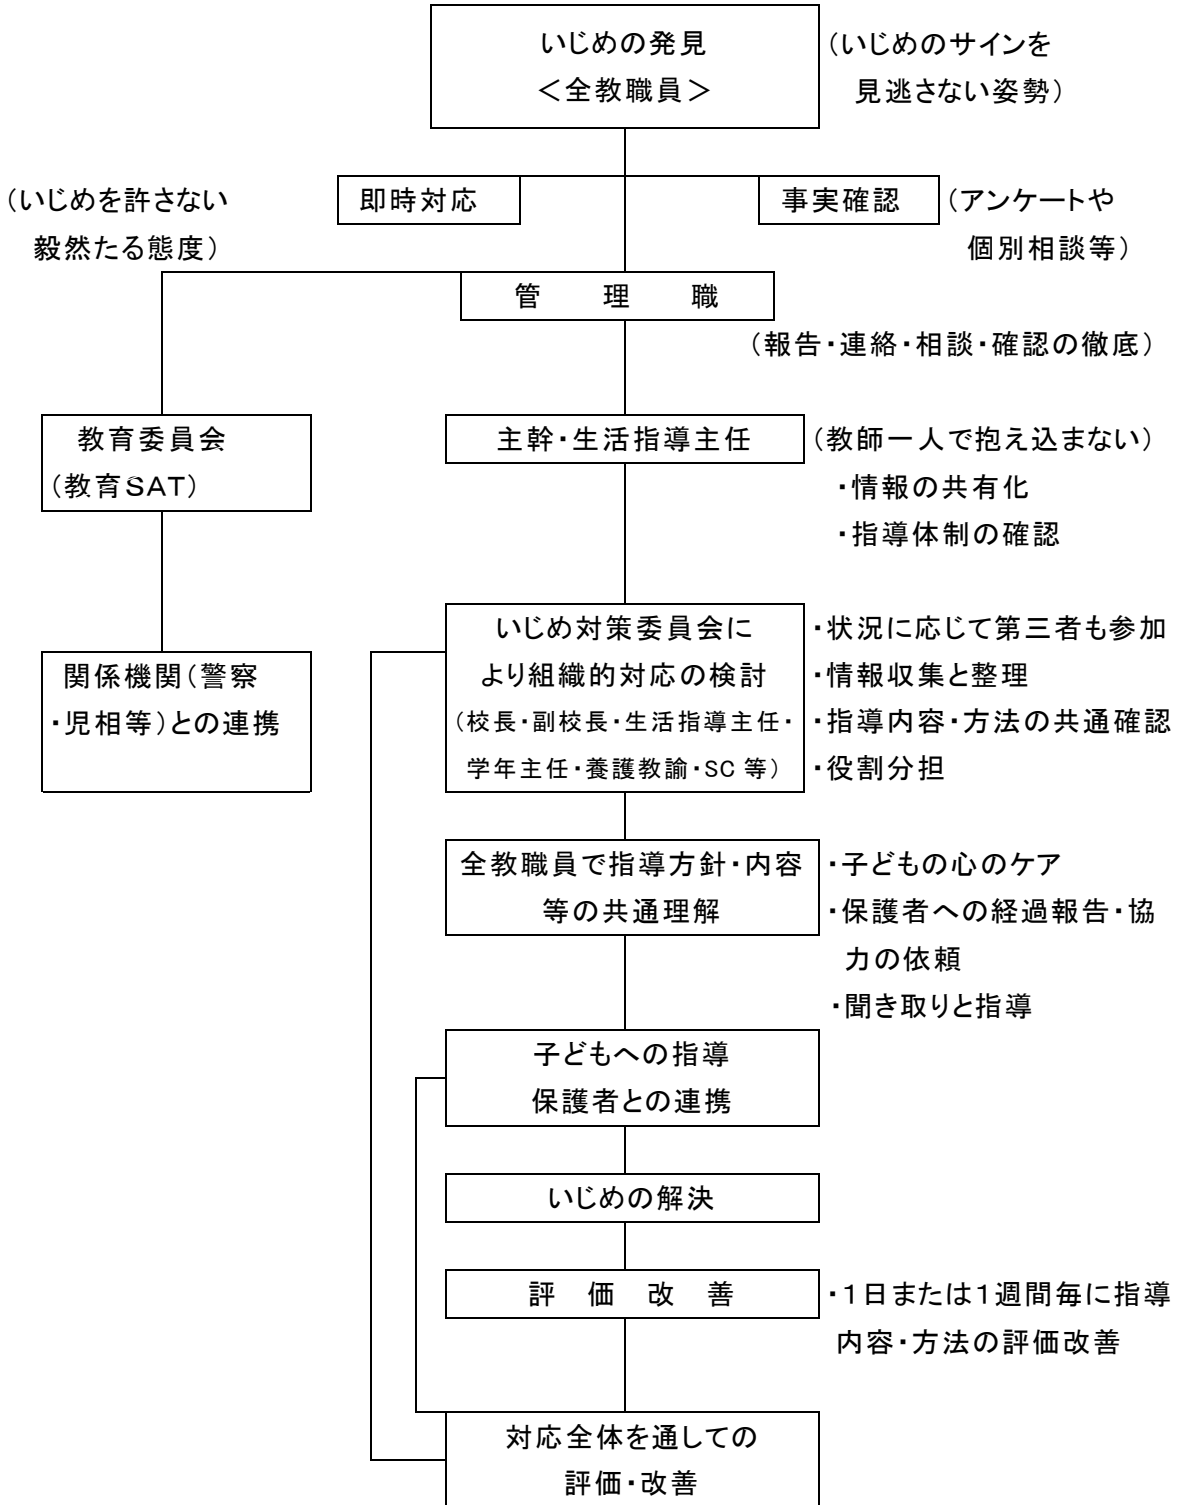 いじめの発見
＜全教職員＞
（いじめのサインを
見逃さない姿勢）
（いじめを許さない
毅然たる態度）
即時対応
事実確認
（アンケートや
個別相談等）
管　理　職
（報告・連絡・相談・確認の徹底）
教育委員会
（教育SAT）
主幹・生活指導主任
（教師一人で抱え込まない）
・情報の共有化
・指導体制の確認
関係機関（警察
・児相等）との連携
いじめ対策委員会に
より組織的対応の検討
（校長・副校長・生活指導主任・
学年主任・養護教諭・SC 等）
・状況に応じて第三者も参加
・情報収集と整理
・指導内容・方法の共通確認
・役割分担
全教職員で指導方針・内容
等の共通理解
・子どもの心のケア
・保護者への経過報告・協
力の依頼
・聞き取りと指導
子どもへの指導
保護者との連携
いじめの解決
評　価　改　善
・１日または１週間毎に指導
内容・方法の評価改善
対応全体を通しての
評価・改善